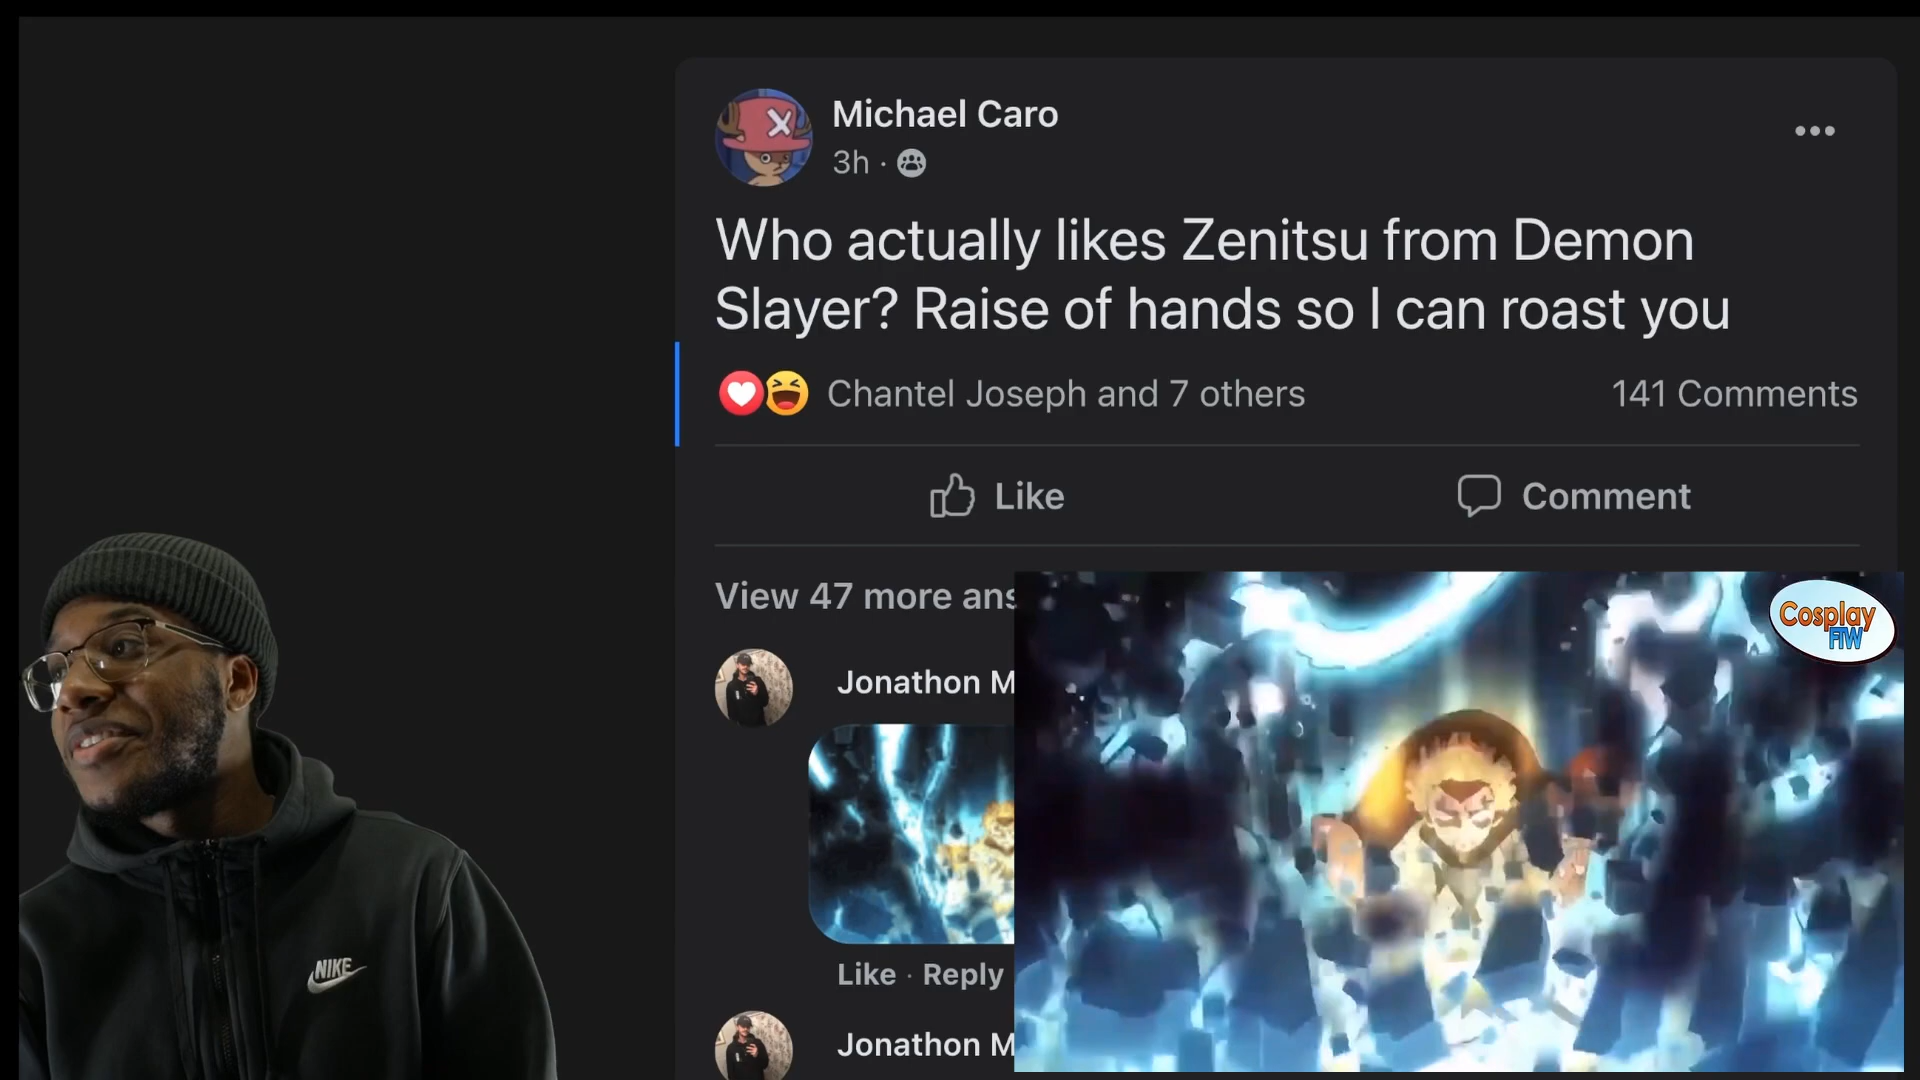 Michael Caro
3h ·
Who actually likes Zenitsu from Demon
Slayer? Raise of hands so I can roast you
Chantel Joseph and 7 others
141 Comments
Like
Comment
View 47 more ans
Jonathon M
Like · Reply
Jonathon M
Cosplay
FTW
NIKE